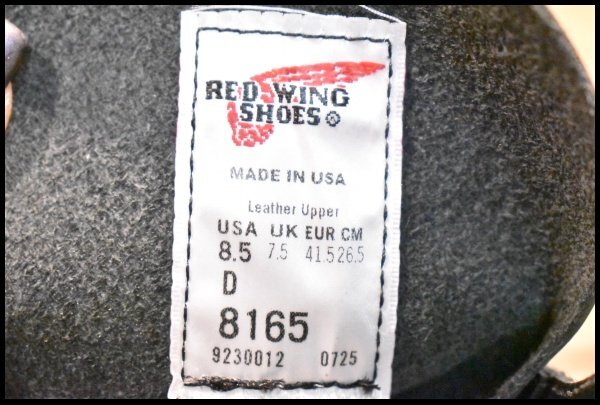 RED WING
SHOES®
MADE IN USA
Leather Upper
USA UK EUR CM
8.5 7.5 41.5 26.5
D
8165
9230012 0725